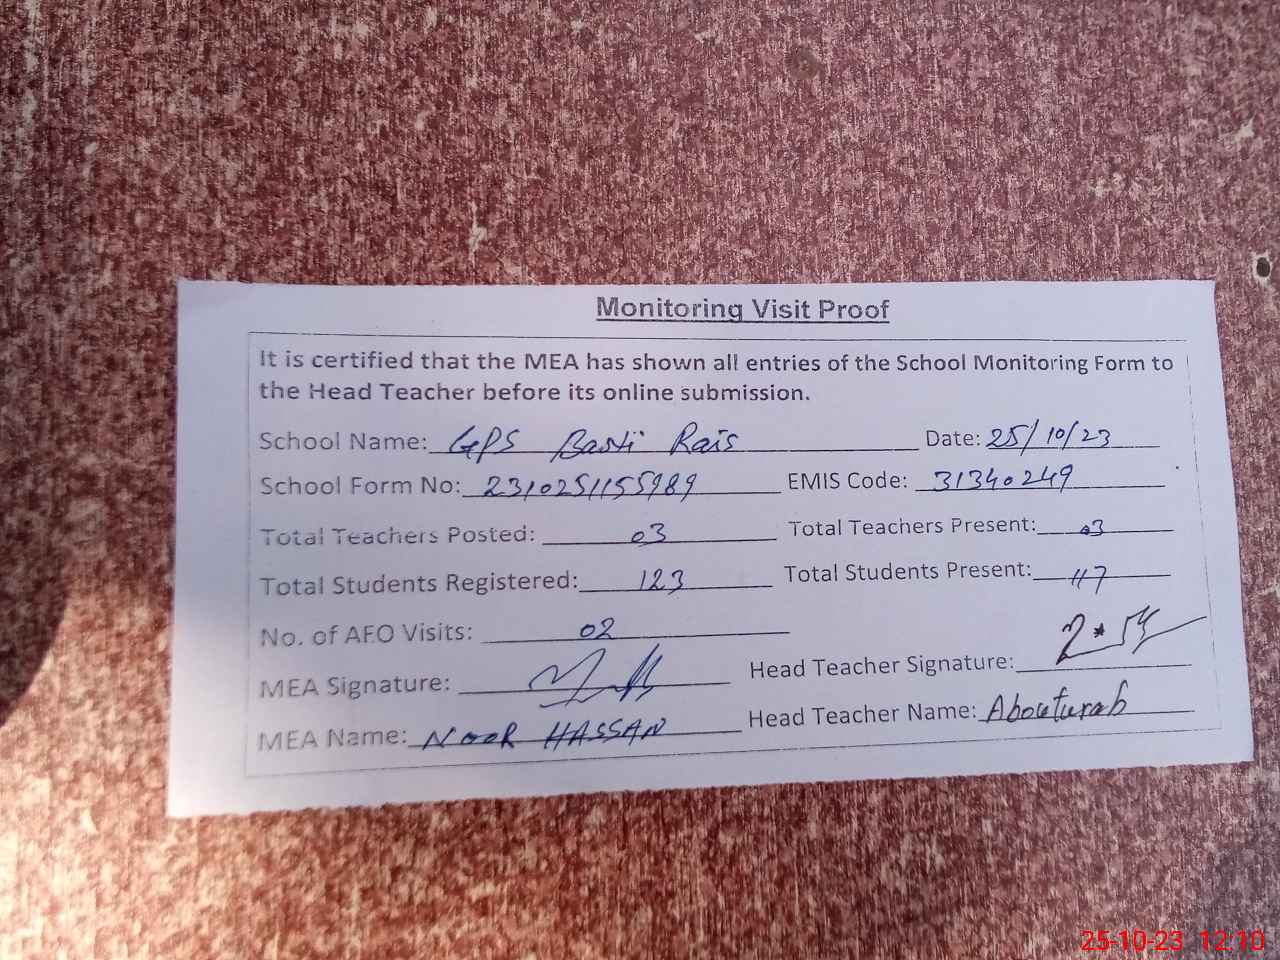 Monitoring Visit Proof
It is certified that the MEA has shown all entries of the School Monitoring Form to
the Head Teacher before its online submission.
School Name: GPS Basti Rais Date: 25/10/23
School Form No: 2310251155989 EMIS Code: 31340249
Total Teachers Posted: 03 Total Teachers Present: 03
Total Students Registered: 123 Total Students Present: 117
No. of AEO Visits: 02
MEA Signature: Head Teacher Signature:
MEA Name: NOOR HASSAN Head Teacher Name: Abouturab
25-10-23 12:10